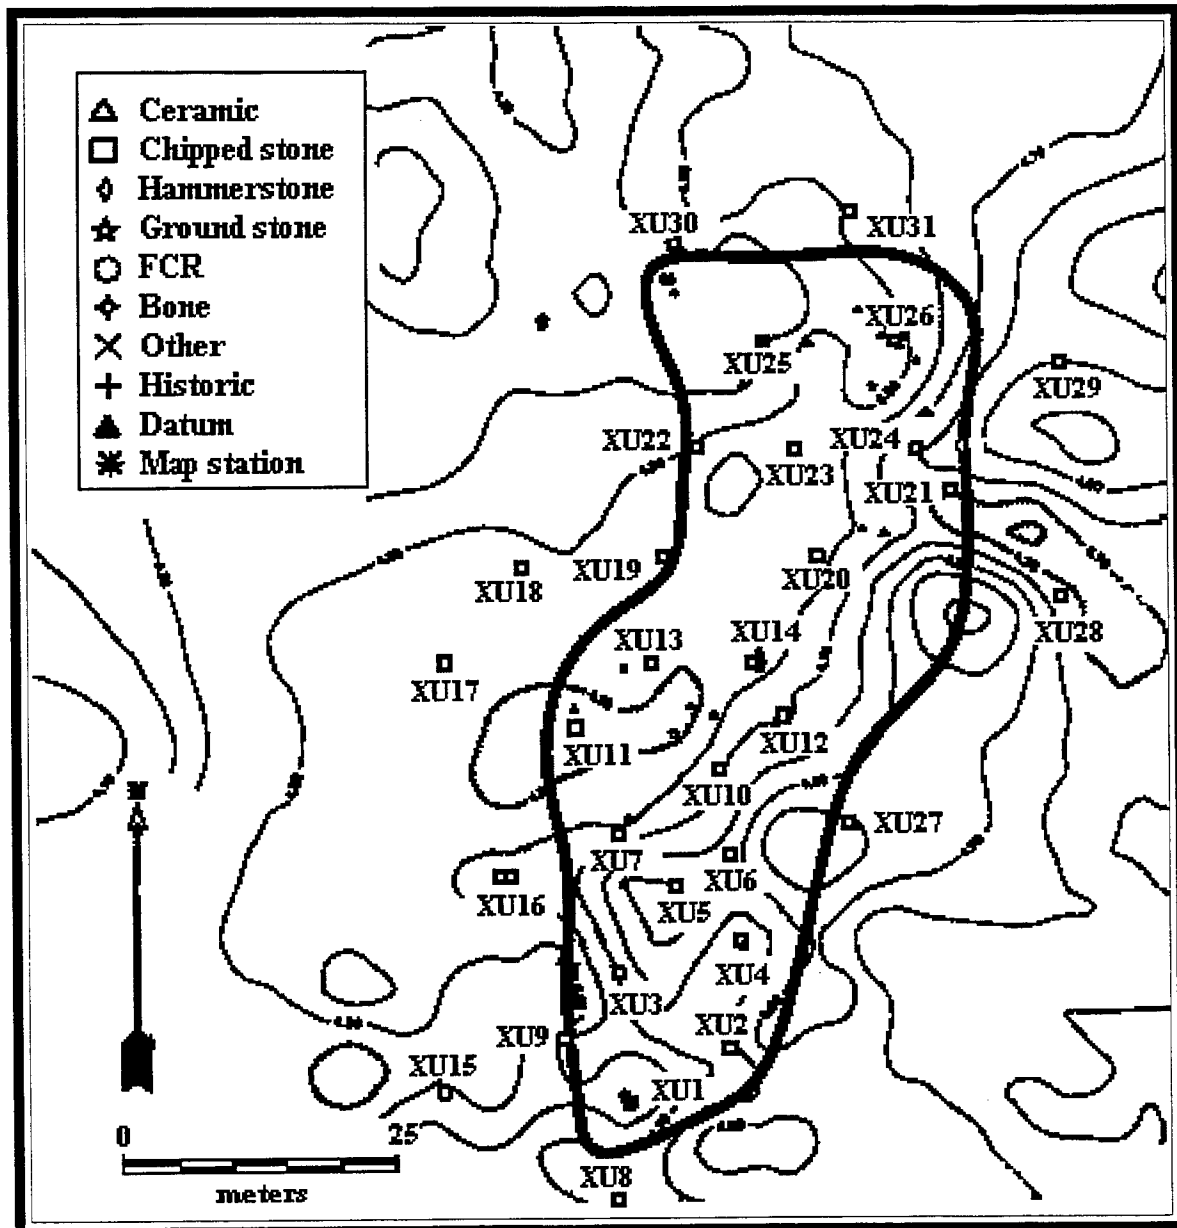 Ceramic
Chipped stone
Hammerstone
Ground stone
FCR
Bone
Other
Historic
Datum
Map station
XU30
XU31
XU26
XU25
XU29
XU22
XU24
XU23
XU21
XU19
XU20
XU18
XU28
XU13
XU14
XU17
XU12
XU11
XU10
XU27
XU7
XU6
XU16
XU5
XU4
XU3
XU2
XU9
XU15
XU1
N
0 25
meters
XU8